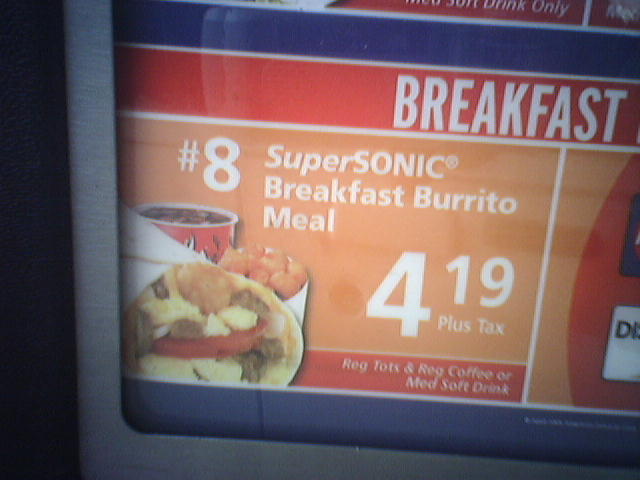 Med Soft Drink Only
BREAKFAST
#8 SuperSONIC®
Breakfast Burrito
Meal
4 19
Plus Tax
Reg Tots & Reg Coffee or
Med Soft Drink
DI